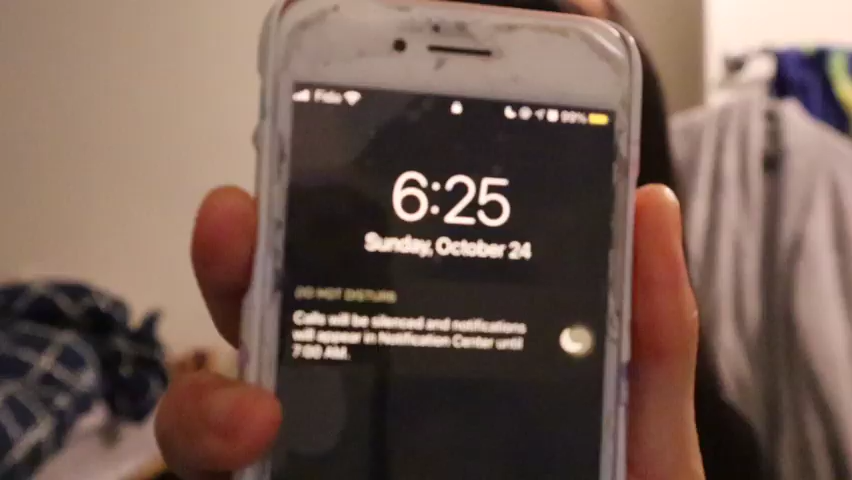 Fido 99%
6:25
Sunday, October 24
DO NOT DISTURB
Calls will be silenced and notifications
will appear in Notification Center until
7:00 AM.